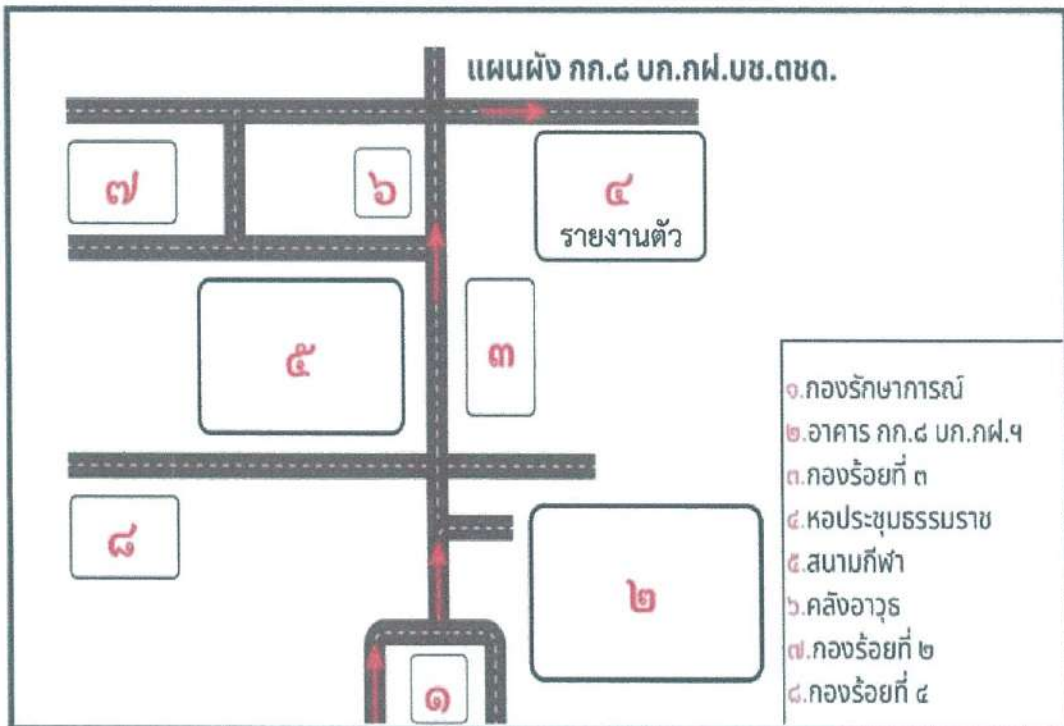 แผนผัง กก.๘ บก.กฝ.บช.ตชด.
๗
๖
๔
รายงานตัว
๕
๓
๘
๒
๑
๑.กองรักษาการณ์
๒.อาคาร กก.๘ บก.กฝ.ฯ
๓.กองร้อยที่ ๓
๔.หอประชุมธรรมราช
๕.สนามกีฬา
๖.คลังอาวุธ
๗.กองร้อยที่ ๒
๘.กองร้อยที่ ๔